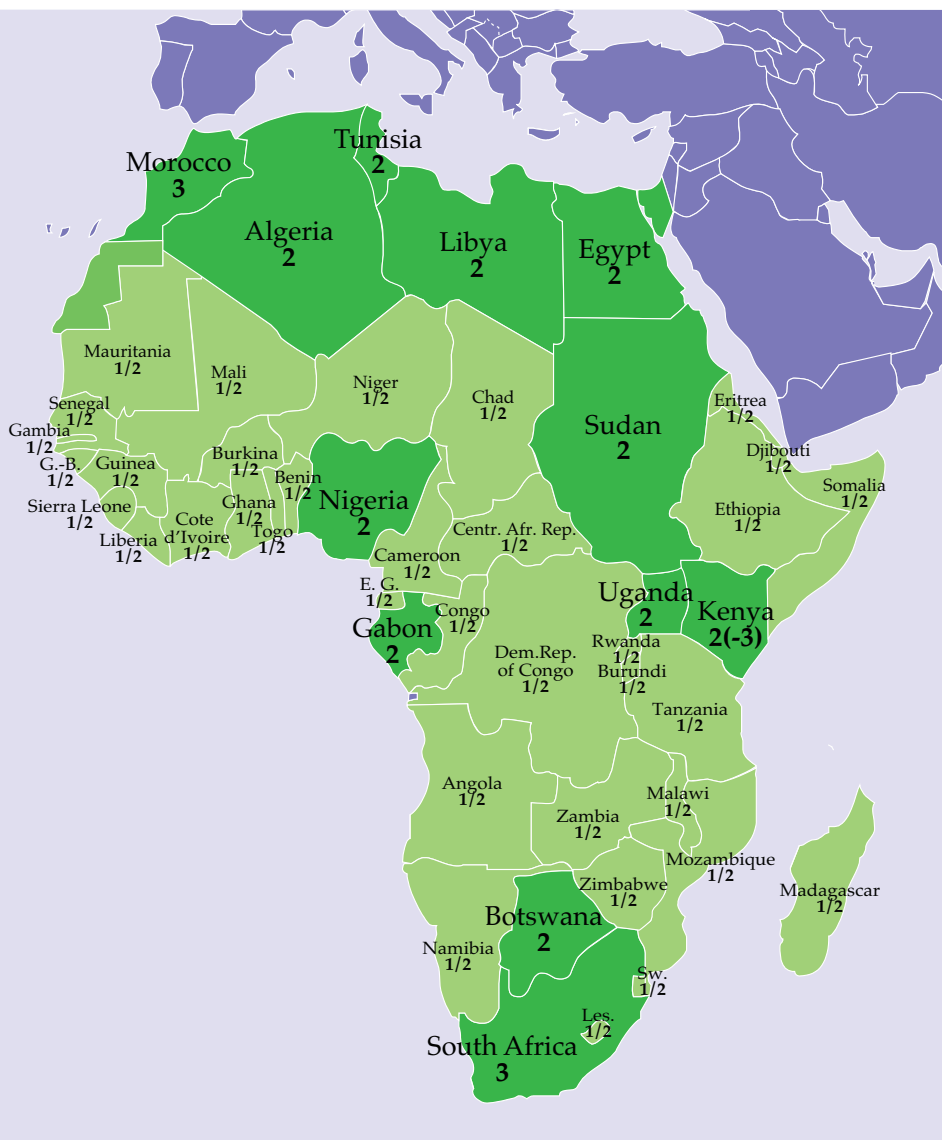 Tunisia
2
Morocco
3
Algeria
2
Libya
2
Egypt
2
Mauritania
1/2
Mali
1/2
Niger
1/2
Chad
1/2
Senegal
1/2
Eritrea
1/2
Gambia
1/2
Sudan
2
Djibouti
1/2
G.-B.
1/2
Guinea
1/2
Burkina
1/2
Benin
1/2
Nigeria
2
Somalia
1/2
Sierra Leone
1/2
Ghana
1/2
Ethiopia
1/2
Liberia
1/2
Cote
d’Ivoire
1/2
Togo
1/2
Centr. Afr. Rep.
1/2
Cameroon
1/2
E. G.
1/2
Uganda
2
Kenya
2(-3)
Congo
1/2
Gabon
2
Rwanda
1/2
Dem.Rep.
of Congo
1/2
Burundi
1/2
Tanzania
1/2
Angola
1/2
Malawi
1/2
Zambia
1/2
Mozambique
1/2
Zimbabwe
1/2
Madagascar
1/2
Botswana
2
Namibia
1/2
Sw.
1/2
Les.
1/2
South Africa
3